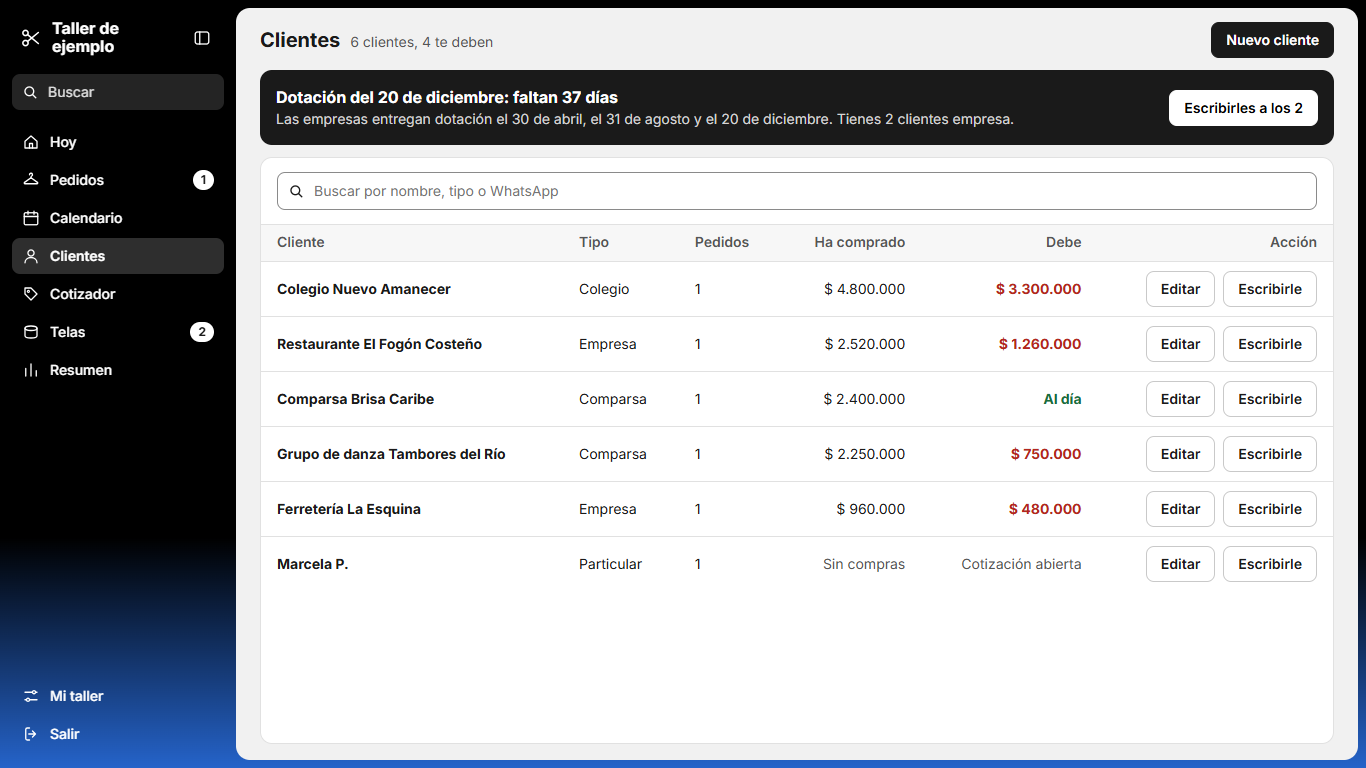 Taller de
ejemplo
Buscar
Hoy
Pedidos 1
Calendario
Clientes
Cotizador
Telas 2
Resumen
Mi taller
Salir
Clientes 6 clientes, 4 te deben
Nuevo cliente
Dotación del 20 de diciembre: faltan 37 días
Las empresas entregan dotación el 30 de abril, el 31 de agosto y el 20 de diciembre. Tienes 2 clientes empresa.
Escribirles a los 2
Buscar por nombre, tipo o WhatsApp
Cliente Tipo Pedidos Ha comprado Debe Acción
Colegio Nuevo Amanecer Colegio 1 $ 4.800.000 $ 3.300.000 Editar Escribirle
Restaurante El Fogón Costeño Empresa 1 $ 2.520.000 $ 1.260.000 Editar Escribirle
Comparsa Brisa Caribe Comparsa 1 $ 2.400.000 Al día Editar Escribirle
Grupo de danza Tambores del Río Comparsa 1 $ 2.250.000 $ 750.000 Editar Escribirle
Ferretería La Esquina Empresa 1 $ 960.000 $ 480.000 Editar Escribirle
Marcela P. Particular 1 Sin compras Cotización abierta Editar Escribirle